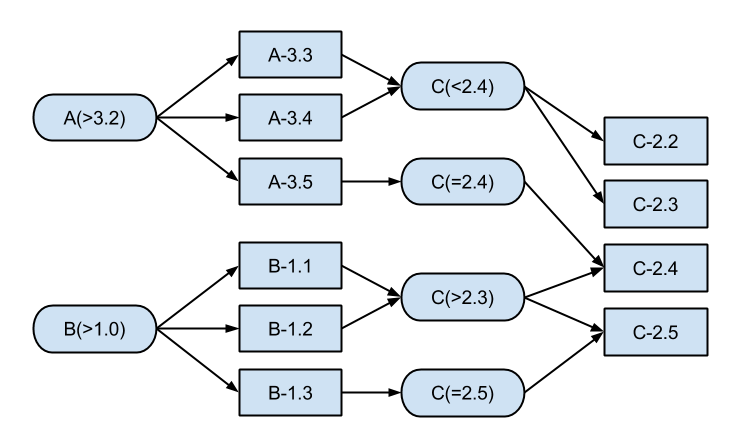 A(>3.2)
A-3.3
A-3.4
A-3.5
C(<2.4)
C(=2.4)
B(>1.0)
B-1.1
B-1.2
B-1.3
C(>2.3)
C(=2.5)
C-2.2
C-2.3
C-2.4
C-2.5